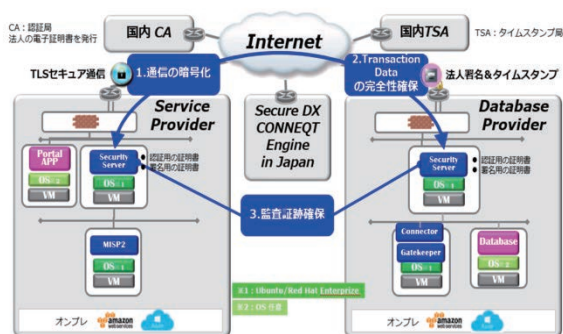 CA：認証局
法人の電子証明書を発行
国内 CA
Internet
国内TSA
TSA：タイムスタンプ局
TLSセキュア通信
1.通信の暗号化
2.Transaction
Data
の完全性確保
法人署名&タイムスタンプ
Service
Provider
Secure DX
CONNEQT
Engine
in Japan
Database
Provider
Portal
APP
OS※2
VM
Security
Server
● 認証用の証明書
● 署名用の証明書
OS※1
VM
Security
Server
● 認証用の証明書
● 署名用の証明書
OS※1
VM
3.監査証跡確保
MISP2
OS※1
VM
Connector
Gatekeeper
OS※1
VM
Database
OS※2
VM
※1：Ubuntu/Red Hat Enterprize
※2：OS 任意
オンプレ
amazon
web services
オンプレ
amazon
web services